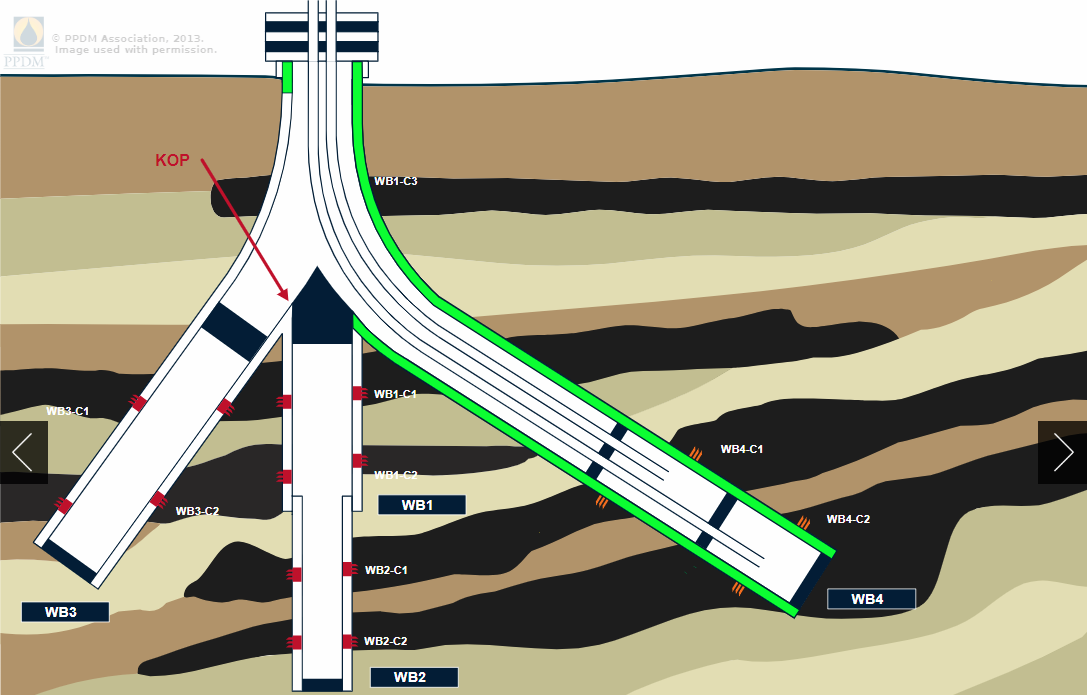 © PPDM Association, 2013.
Image used with permission.
PPDM™
KOP
WB1-C3
WB1-C1
WB3-C1
WB4-C1
WB1-C2
WB1
WB3-C2
WB4-C2
WB2-C1
WB4
WB3
WB2-C2
WB2